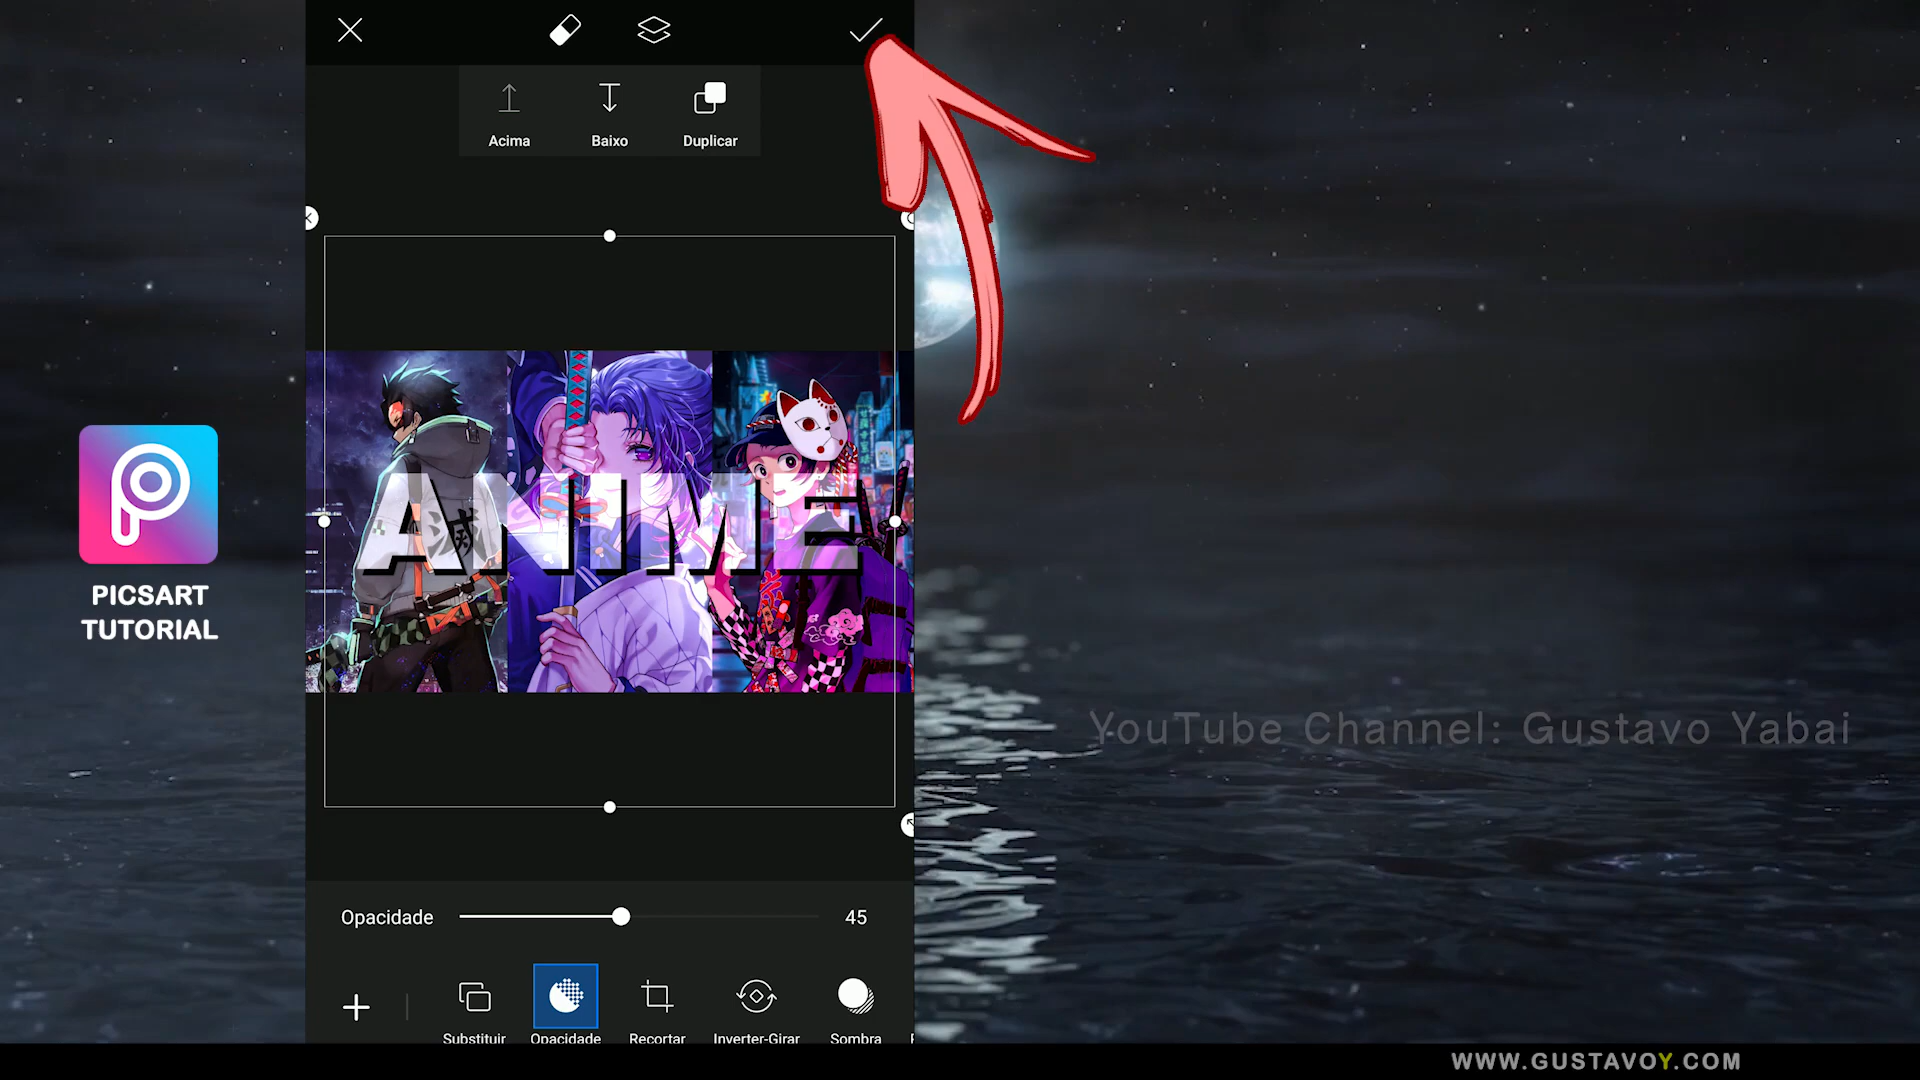 Acima
Baixo
Duplicar
ANIME
滅
PICSART
TUTORIAL
YouTube Channel: Gustavo Yabai
Opacidade
45
Substituir
Opacidade
Recortar
Inverter-Girar
Sombra
WWW.GUSTAVOY.COM